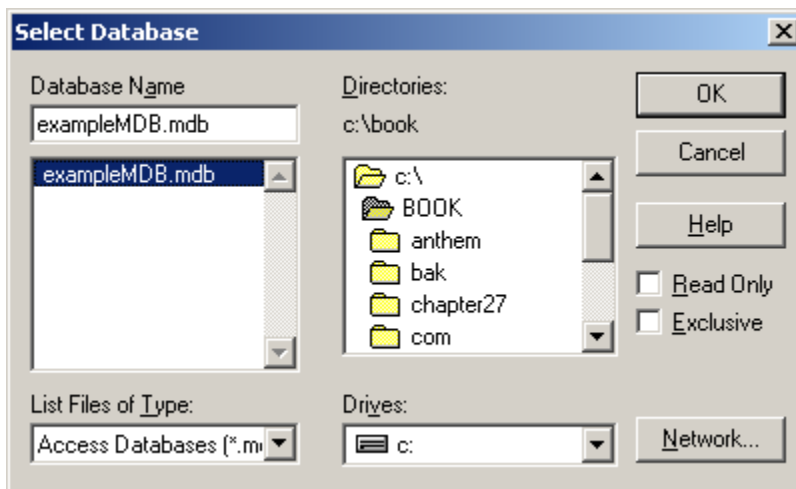 Select Database
Database Name
exampleMDB.mdb
exampleMDB.mdb
List Files of Type:
Access Databases (*.m
Directories:
c:\book
c:\
BOOK
anthem
bak
chapter27
com
Drives:
c:
OK
Cancel
Help
Read Only
Exclusive
Network...